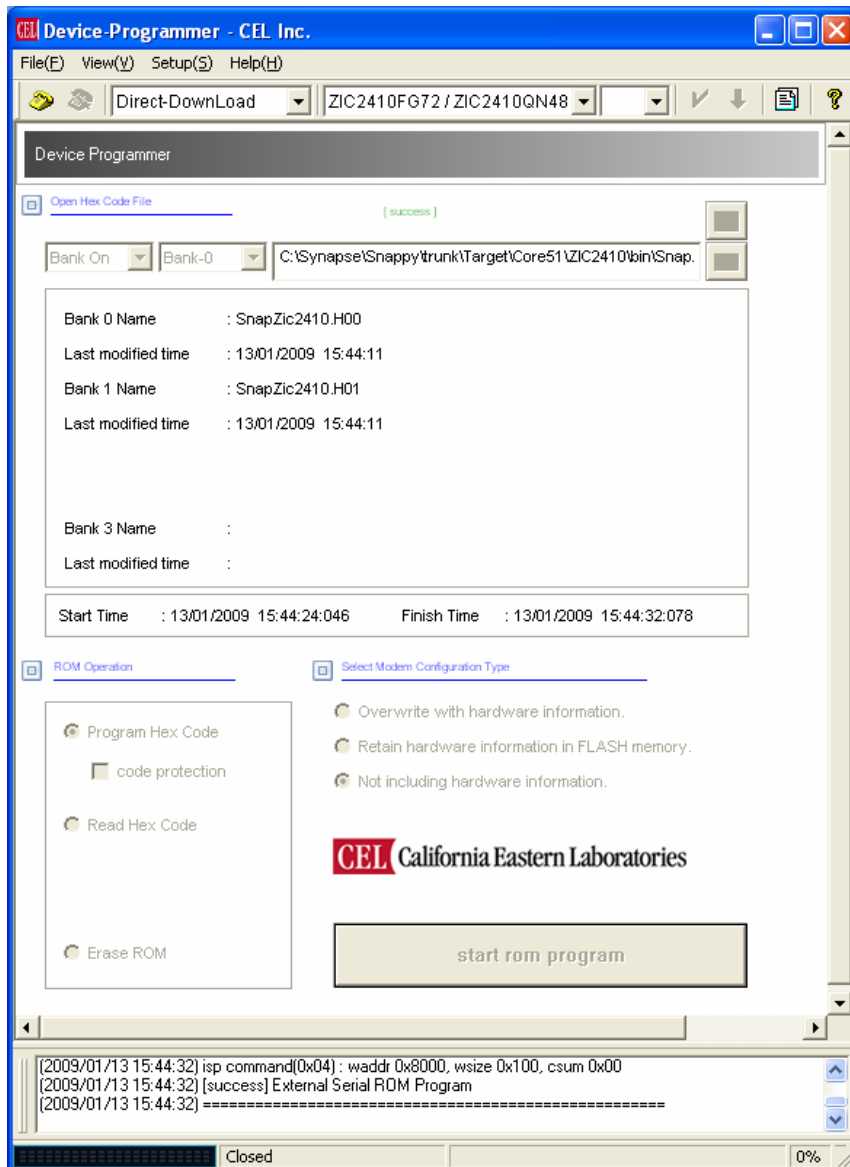 CEL Device-Programmer - CEL Inc.
File(F) View(V) Setup(S) Help(H)
Direct-DownLoad ZIC2410FG72 / ZIC2410QN48
Device Programmer
Open Hex Code File
[ success ]
Bank On Bank-0 C:\Synapse\Snappy\trunk\Target\Core51\ZIC2410\bin\Snap.
Bank 0 Name : SnapZic2410.H00
Last modified time : 13/01/2009 15:44:11
Bank 1 Name : SnapZic2410.H01
Last modified time : 13/01/2009 15:44:11
Bank 3 Name :
Last modified time :
Start Time : 13/01/2009 15:44:24:046 Finish Time : 13/01/2009 15:44:32:078
ROM Operation Select Modem Configuration Type
Overwrite with hardware information.
Program Hex Code
Retain hardware information in FLASH memory.
code protection
Not including hardware information.
Read Hex Code
CEL California Eastern Laboratories
Erase ROM
start rom program
(2009/01/13 15:44:32) isp command(0x04) : waddr 0x8000, wsize 0x100, csum 0x00
(2009/01/13 15:44:32) [success] External Serial ROM Program
(2009/01/13 15:44:32) =====================================================
Closed 0%